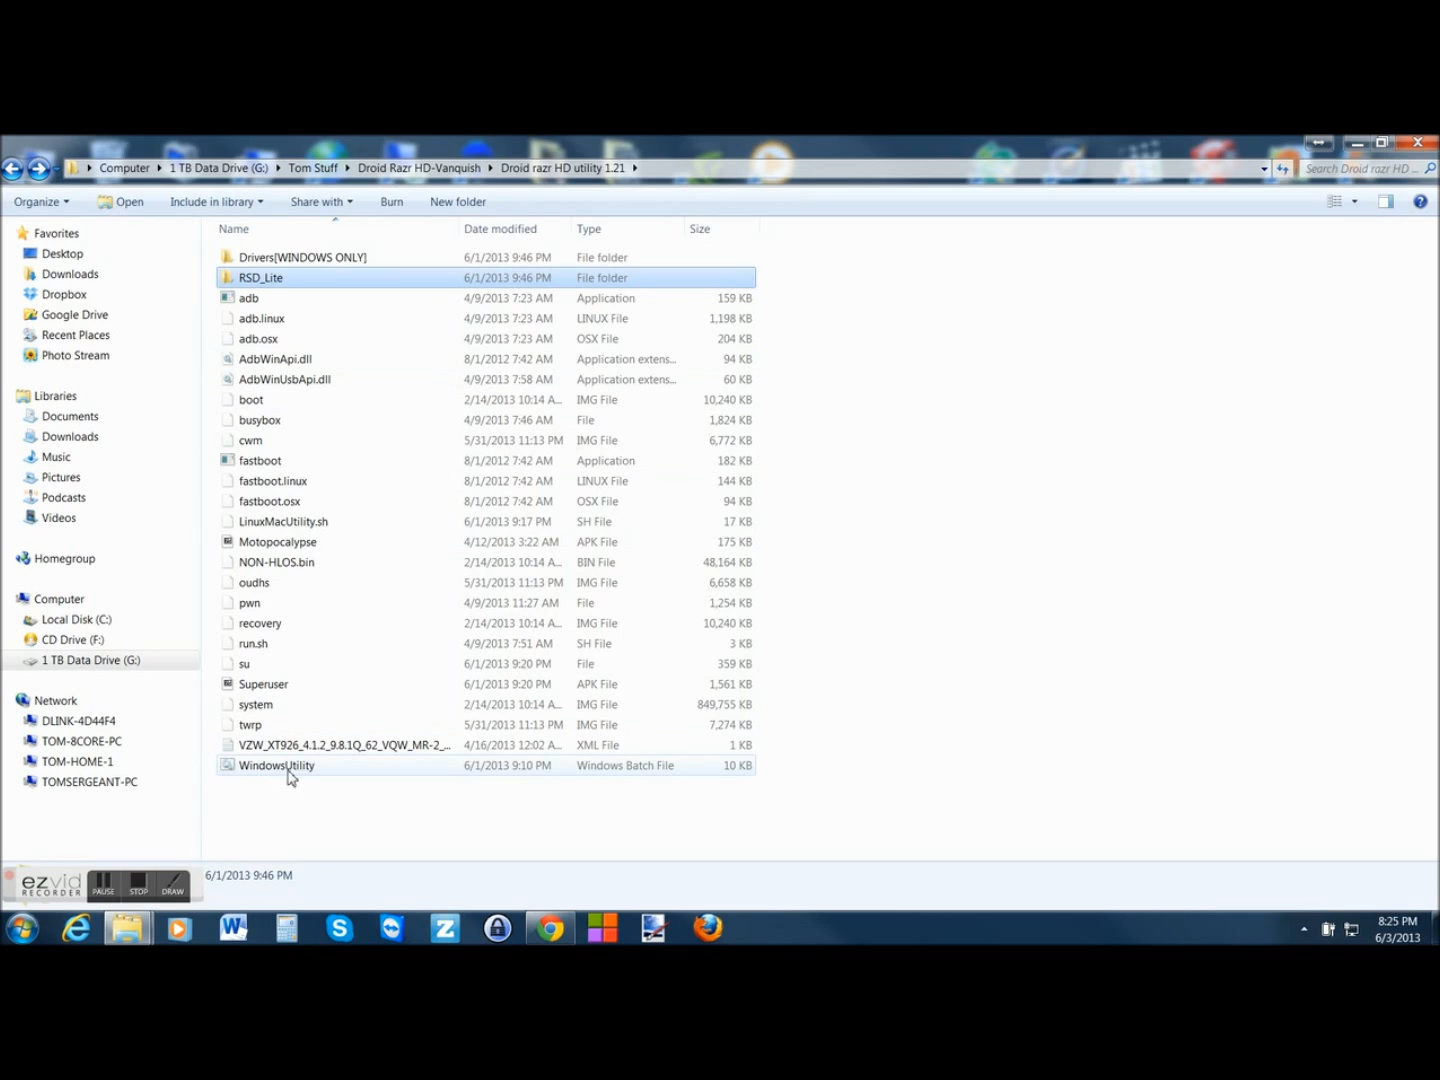 Computer ▸ 1 TB Data Drive (G:) ▸ Tom Stuff ▸ Droid Razr HD-Vanquish ▸ Droid razr HD utility 1.21 ▸ Search Droid razr HD ...
Organize Open Include in library Share with Burn New folder
Name Date modified Type Size
Favorites
Desktop
Downloads
Dropbox
Google Drive
Recent Places
Photo Stream
Libraries
Documents
Downloads
Music
Pictures
Podcasts
Videos
Homegroup
Computer
Local Disk (C:)
CD Drive (F:)
1 TB Data Drive (G:)
Network
DLINK-4D44F4
TOM-8CORE-PC
TOM-HOME-1
TOMSERGEANT-PC
Drivers[WINDOWS ONLY] 6/1/2013 9:46 PM File folder
RSD_Lite 6/1/2013 9:46 PM File folder
adb 4/9/2013 7:23 AM Application 159 KB
adb.linux 4/9/2013 7:23 AM LINUX File 1,198 KB
adb.osx 4/9/2013 7:23 AM OSX File 204 KB
AdbWinApi.dll 8/1/2012 7:42 AM Application extens... 94 KB
AdbWinUsbApi.dll 4/9/2013 7:58 AM Application extens... 60 KB
boot 2/14/2013 10:14 A... IMG File 10,240 KB
busybox 4/9/2013 7:46 AM File 1,824 KB
cwm 5/31/2013 11:13 PM IMG File 6,772 KB
fastboot 8/1/2012 7:42 AM Application 182 KB
fastboot.linux 8/1/2012 7:42 AM LINUX File 144 KB
fastboot.osx 8/1/2012 7:42 AM OSX File 94 KB
LinuxMacUtility.sh 6/1/2013 9:17 PM SH File 17 KB
Motopocalypse 4/12/2013 3:22 AM APK File 175 KB
NON-HLOS.bin 2/14/2013 10:14 A... BIN File 48,164 KB
oudhs 5/31/2013 11:13 PM IMG File 6,658 KB
pwn 4/9/2013 11:27 AM File 1,254 KB
recovery 2/14/2013 10:14 A... IMG File 10,240 KB
run.sh 4/9/2013 7:51 AM SH File 3 KB
su 6/1/2013 9:20 PM File 359 KB
Superuser 6/1/2013 9:20 PM APK File 1,561 KB
system 2/14/2013 10:14 A... IMG File 849,755 KB
twrp 5/31/2013 11:13 PM IMG File 7,274 KB
VZW_XT926_4.1.2_9.8.1Q_62_VQW_MR-2_... 4/16/2013 12:02 A... XML File 1 KB
WindowsUtility 6/1/2013 9:10 PM Windows Batch File 10 KB
6/1/2013 9:46 PM
ezvid
RECORDER
PAUSE STOP DRAW
8:25 PM
6/3/2013